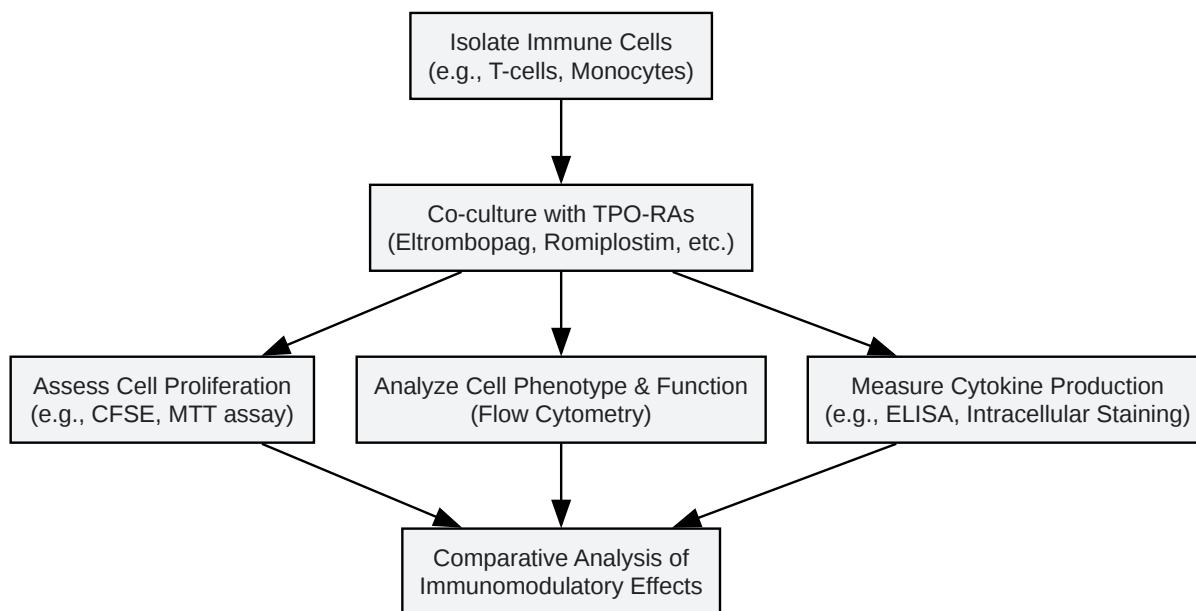 Isolate Immune Cells
(e.g., T-cells, Monocytes)
Co-culture with TPO-RAs
(Eltrombopag, Romiplostim, etc.)
Assess Cell Proliferation
(e.g., CFSE, MTT assay)
Analyze Cell Phenotype & Function
(Flow Cytometry)
Measure Cytokine Production
(e.g., ELISA, Intracellular Staining)
Comparative Analysis of
Immunomodulatory Effects